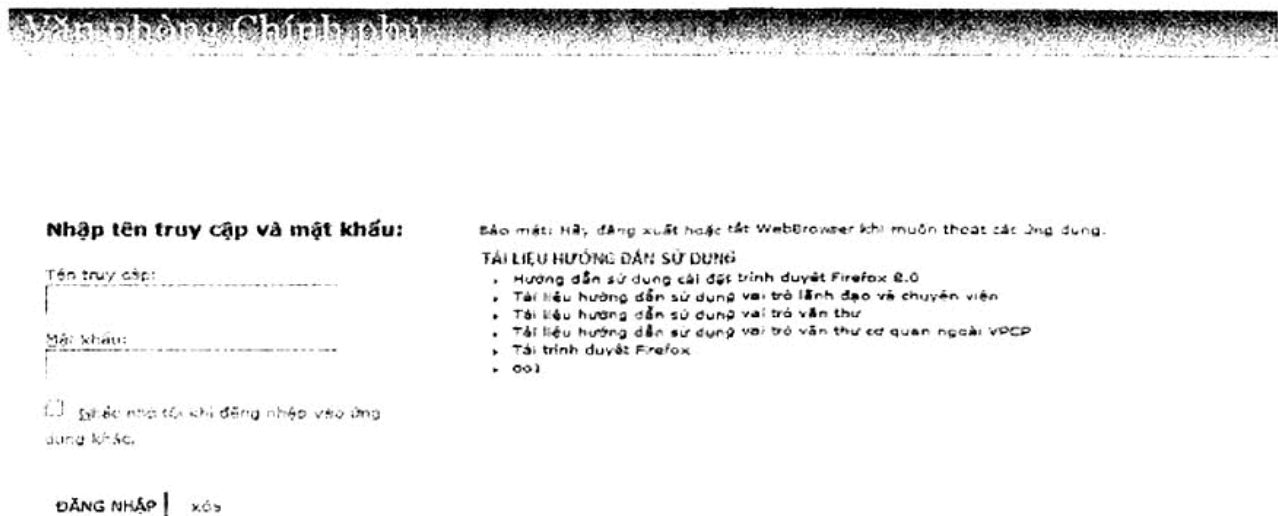 Văn phòng Chính phủ
Nhập tên truy cập và mật khẩu:
Tên truy cập:
Mật khẩu:
Nhắc nhở tôi khi đăng nhập vào ứng
dụng khác.
ĐĂNG NHẬP
XÓA
Bảo mật: Hãy đăng xuất hoặc tắt WebBrowser khi muốn thoát các ứng dụng.
TÀI LIỆU HƯỚNG DẪN SỬ DỤNG
Hướng dẫn sử dụng cài đặt trình duyệt Firefox 8.0
Tài liệu hướng dẫn sử dụng vai trò lãnh đạo và chuyên viên
Tài liệu hướng dẫn sử dụng vai trò văn thư
Tài liệu hướng dẫn sử dụng vai trò văn thư cơ quan ngoài VPCP
Tải trình duyệt Firefox